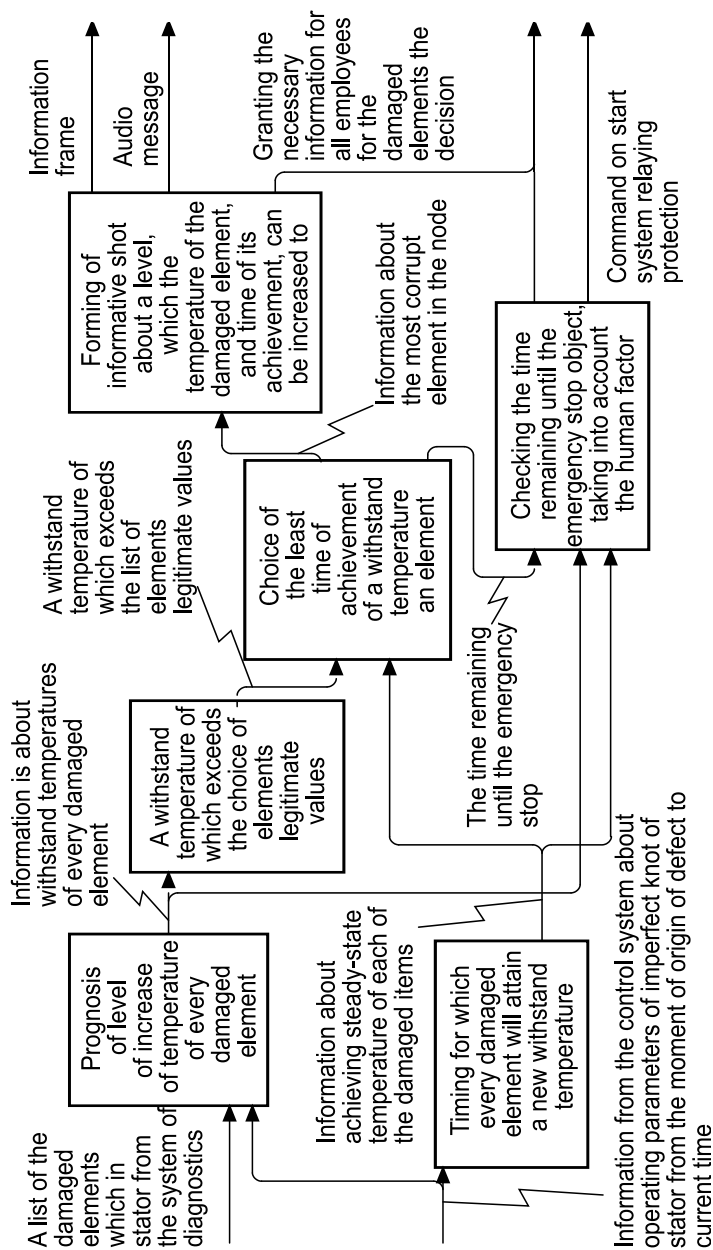 A list of the
damaged
elements
which in
stator from
the system of
diagnostics
Prognosis
of level
of increase
of temperature
of every
damaged
element
Information is about
withstand temperatures
of every damaged
element
A withstand
temperature of
which exceeds
the choice of
elements
legitimate
values
A withstand
temperature of
which exceeds
the list of
elements
legitimate values
Choice of
the least
time of
achievement
of a withstand
temperature
an element
Forming of
informative shot
about a level,
which the
temperature of the
damaged element,
and time of its
achievement, can
be increased to
Information
frame
Audio
message
Granting the
necessary
information for
all employees
for the
damaged
elements the
decision
Information about
the most corrupt
element in the node
Information about
achieving steady-state
temperature of each of
the damaged items
Timing for which
every damaged
element will attain
a new withstand
temperature
The time remaining
until the emergency
stop
Checking the time
remaining until the
emergency stop object,
taking into account
the human factor
Command on start
system relaying
protection
Information from the control system about
operating parameters of imperfect knot of
stator from the moment of origin of defect to
current time